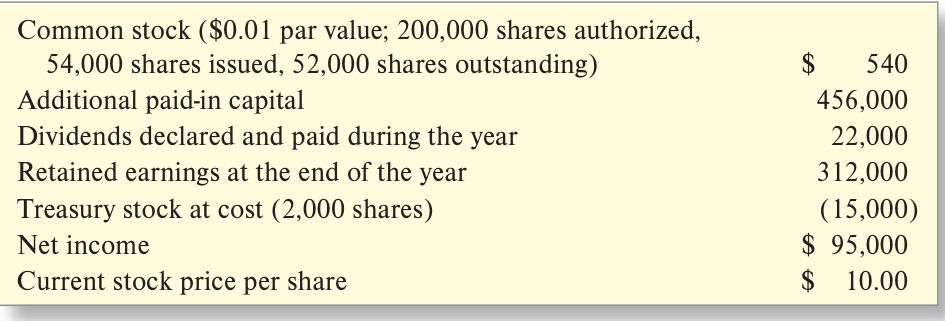 Common stock ($0.01 par value; 200,000 shares authorized,
54,000 shares issued, 52,000 shares outstanding) $ 540
Additional paid-in capital 456,000
Dividends declared and paid during the year 22,000
Retained earnings at the end of the year 312,000
Treasury stock at cost (2,000 shares) (15,000)
Net income $ 95,000
Current stock price per share $ 10.00